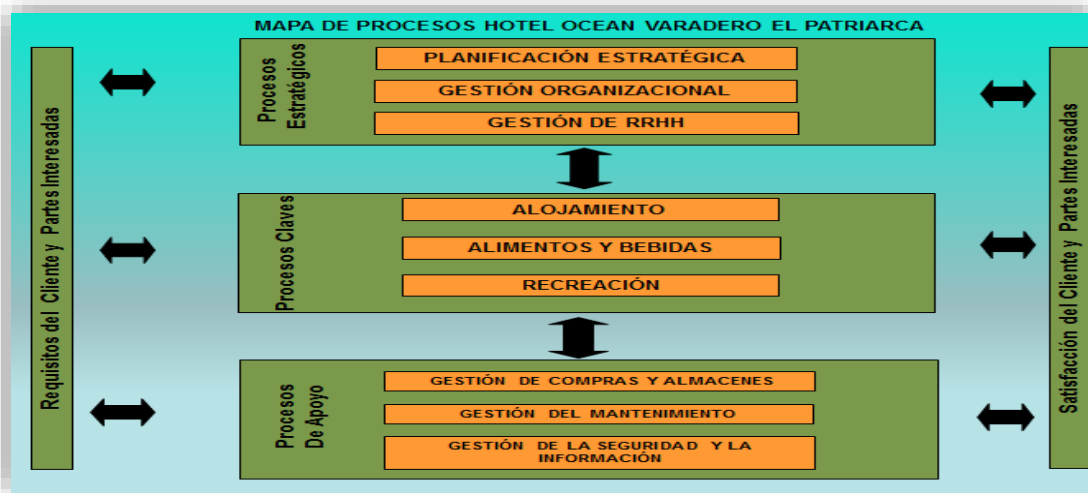 MAPA DE PROCESOS HOTEL OCEAN VARADERO EL PATRIARCA
Requisitos del Cliente y Partes Interesadas
Procesos
Estratégicos
PLANIFICACIÓN ESTRATÉGICA
GESTIÓN ORGANIZACIONAL
GESTIÓN DE RRHH
Procesos Claves
ALOJAMIENTO
ALIMENTOS Y BEBIDAS
RECREACIÓN
Procesos
De Apoyo
GESTIÓN DE COMPRAS Y ALMACENES
GESTIÓN DEL MANTENIMIENTO
GESTIÓN DE LA SEGURIDAD Y LA
INFORMACIÓN
Satisfacción del Cliente y Partes Interesadas